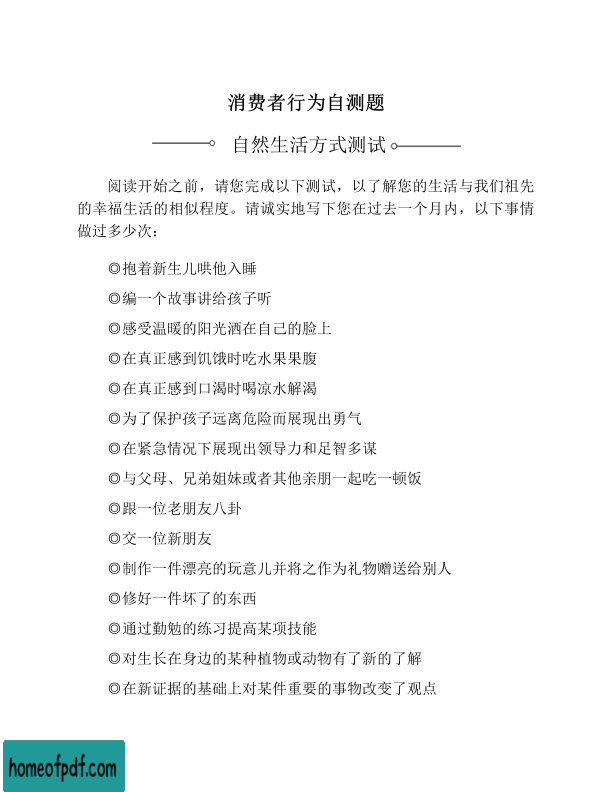 消费者行为自测题
自然生活方式测试
阅读开始之前，请您完成以下测试，以了解您的生活与我们祖先
的幸福生活的相似程度。请诚实地写下您在过去一个月内，以下事情
做过多少次：
◎抱着新生儿哄他入睡
◎编一个故事讲给孩子听
◎感受温暖的阳光洒在自己的脸上
◎在真正感到饥饿时吃水果果腹
◎在真正感到口渴时喝凉水解渴
◎为了保护孩子远离危险而展现出勇气
◎在紧急情况下展现出领导力和足智多谋
◎与父母、兄弟姐妹或者其他亲朋一起吃一顿饭
◎跟一位老朋友八卦
◎交一位新朋友
◎制作一件漂亮的玩意儿并将之作为礼物赠送给别人
◎修好一件坏了的东西
◎通过勤勉的练习提高某项技能
◎对生长在身边的某种植物或动物有了新的了解
◎在新证据的基础上对某件重要的事物改变了观点
homeofpdf.com